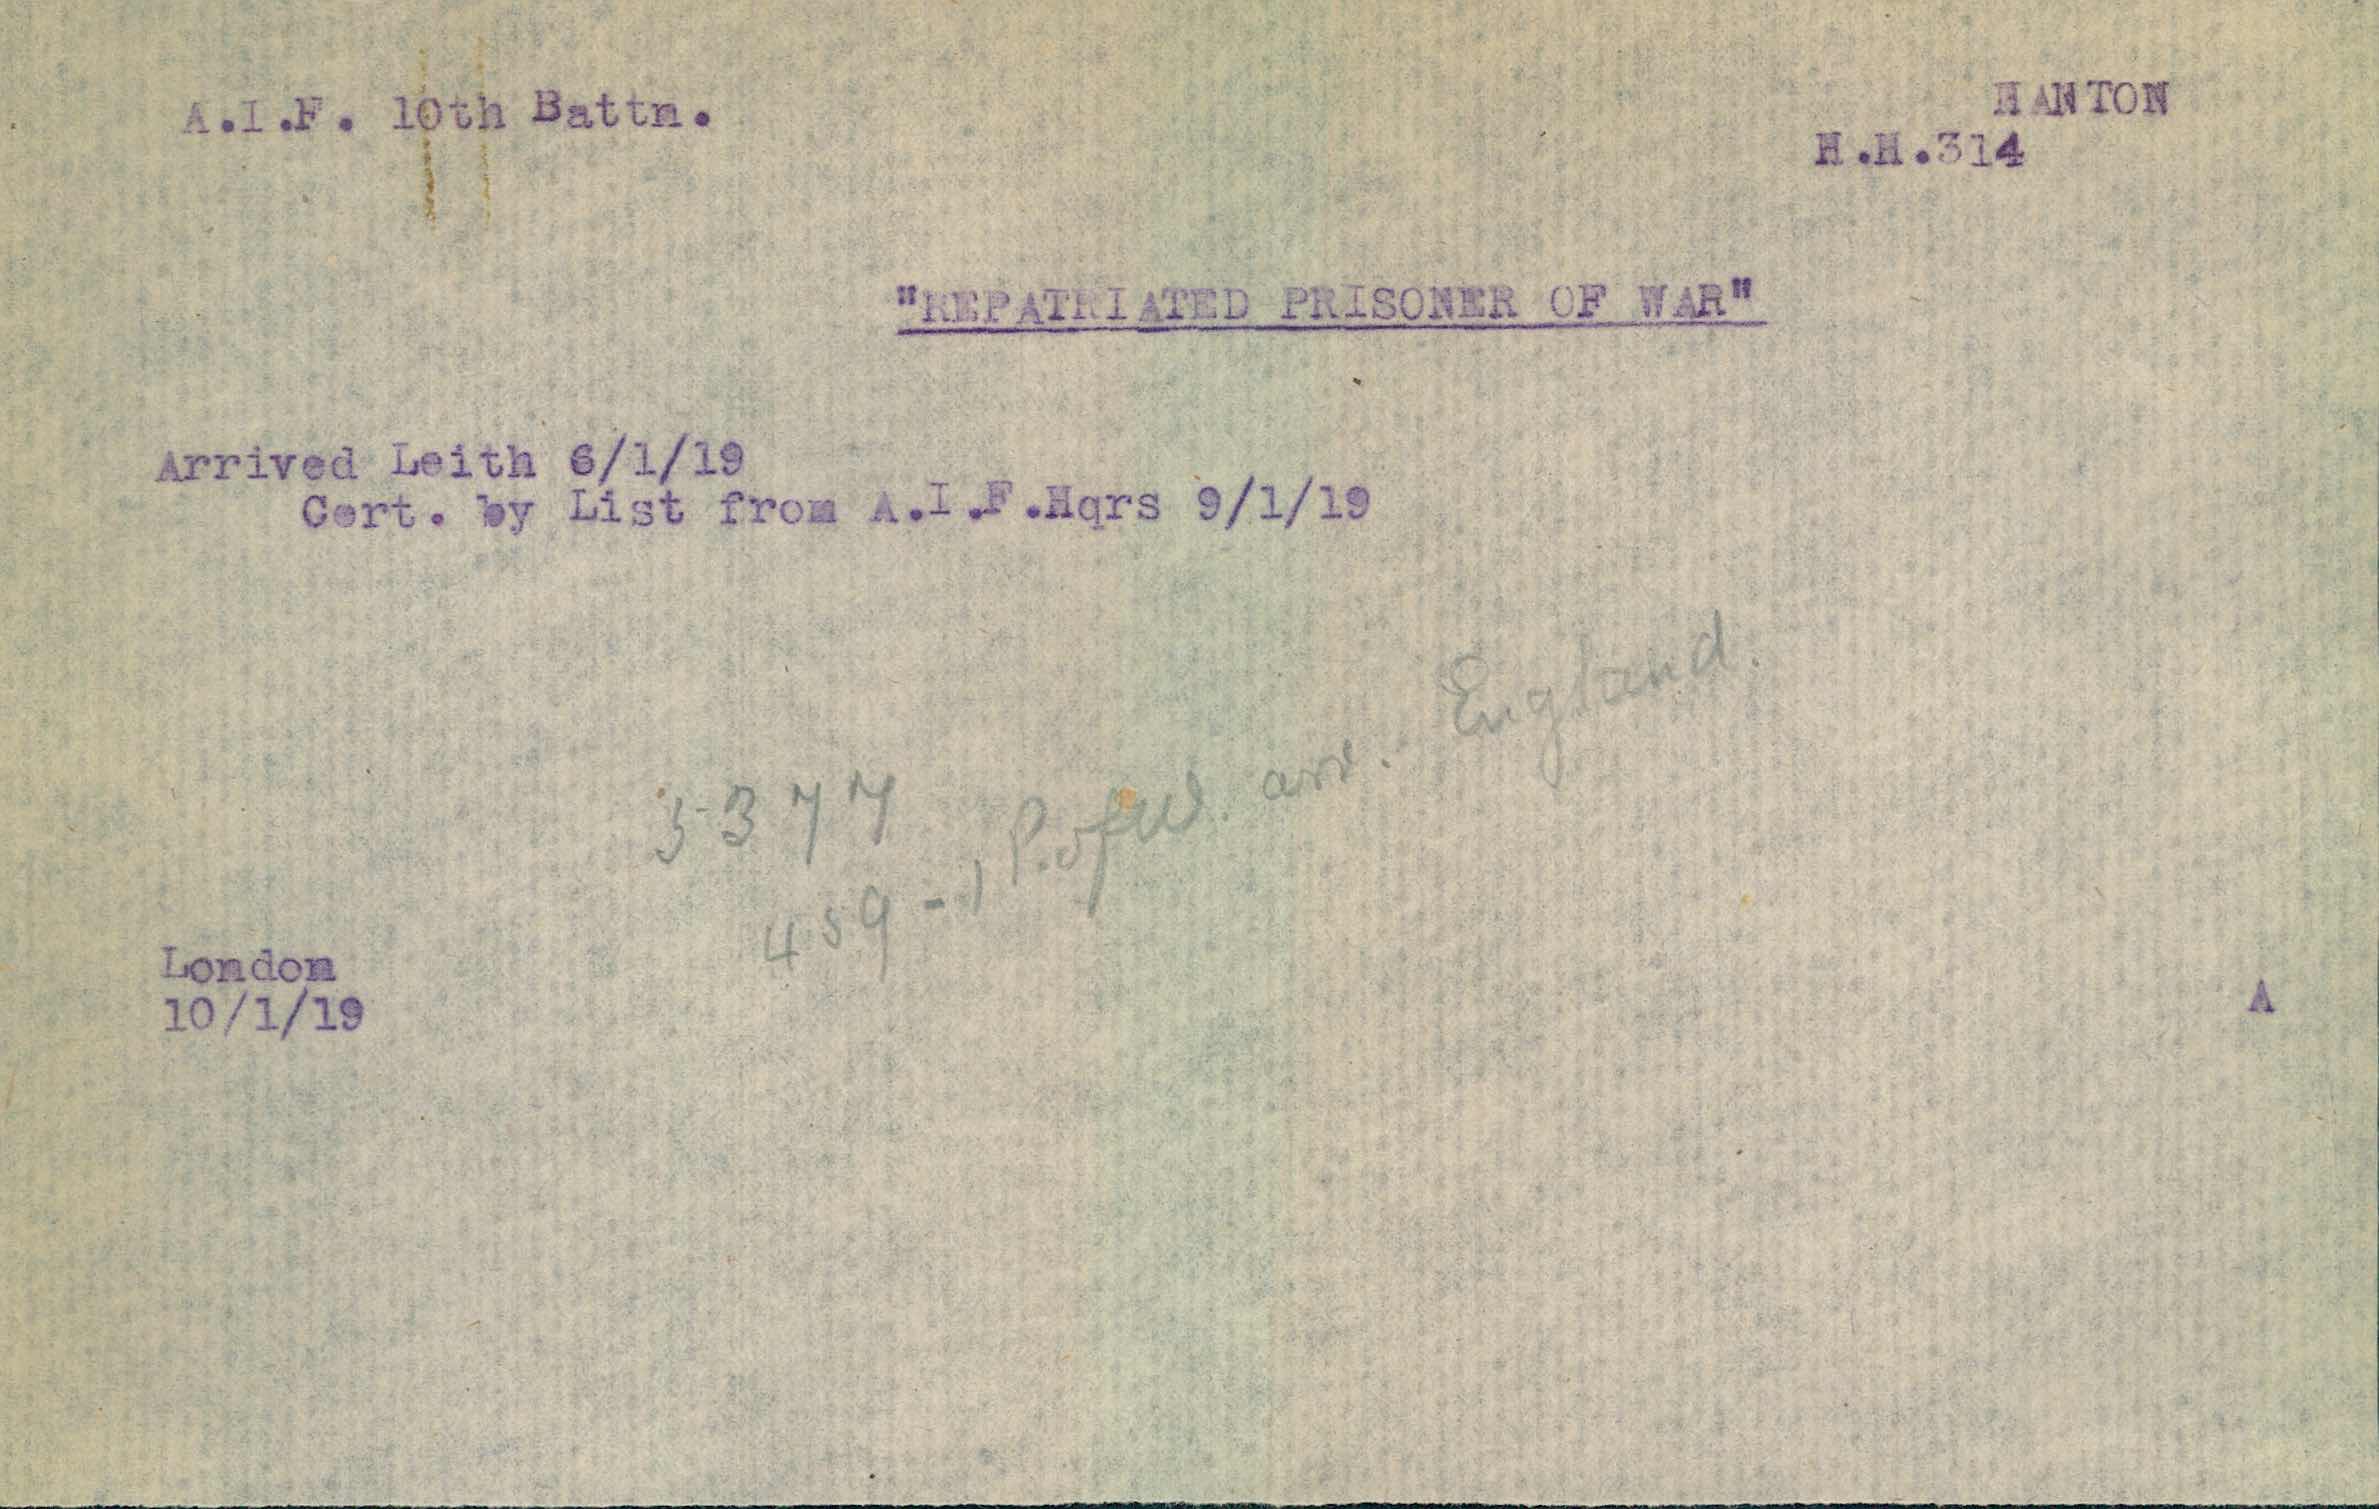 A.I.F. 10th Battn.
HANTON
H.H.314
"REPATRIATED PRISONER OF WAR"
Arrived Leith 6/1/19
Cert. by List from A.I.F.Hqrs 9/1/19
5377
459-1 P. of W. arr. England.
London
10/1/19
A